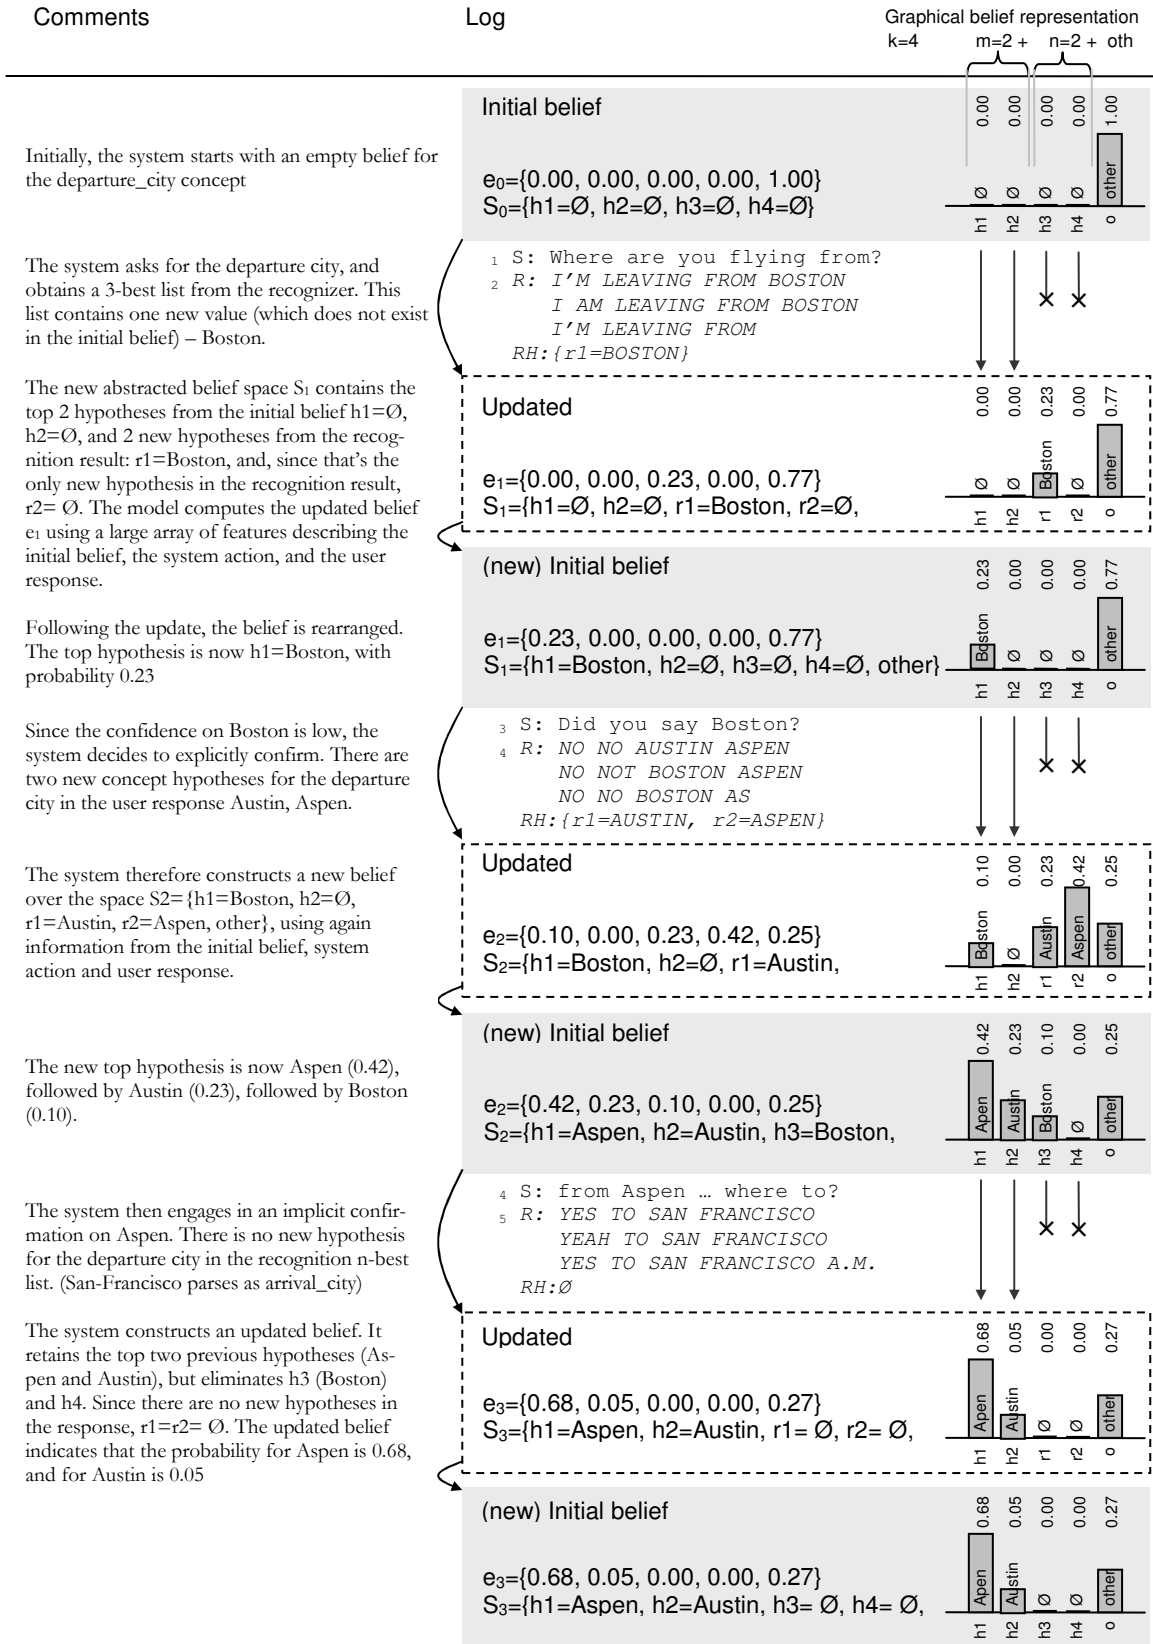 Comments
Log
Graphical belief representation
k=4 m=2 + n=2 + oth
Initial belief
0.00 0.00 0.00 0.00 1.00
Initially, the system starts with an empty belief for
the departure_city concept
e0={0.00, 0.00, 0.00, 0.00, 1.00}
S0={h1=Ø, h2=Ø, h3=Ø, h4=Ø}
Ø Ø Ø Ø other
h1 h2 h3 h4 o
The system asks for the departure city, and
obtains a 3-best list from the recognizer. This
list contains one new value (which does not exist
in the initial belief) – Boston.
1 S: Where are you flying from?
2 R: I'M LEAVING FROM BOSTON
I AM LEAVING FROM BOSTON
I'M LEAVING FROM
RH:{r1=BOSTON}
The new abstracted belief space S1 contains the
top 2 hypotheses from the initial belief h1=Ø,
h2=Ø, and 2 new hypotheses from the recog-
nition result: r1=Boston, and, since that's the
only new hypothesis in the recognition result,
r2= Ø. The model computes the updated belief
e1 using a large array of features describing the
initial belief, the system action, and the user
response.
Updated
0.00 0.00 0.23 0.00 0.77
e1={0.00, 0.00, 0.23, 0.00, 0.77}
S1={h1=Ø, h2=Ø, r1=Boston, r2=Ø,
Ø Ø Boston Ø other
h1 h2 r1 r2 o
(new) Initial belief
0.23 0.00 0.00 0.00 0.77
Following the update, the belief is rearranged.
The top hypothesis is now h1=Boston, with
probability 0.23
e1={0.23, 0.00, 0.00, 0.00, 0.77}
S1={h1=Boston, h2=Ø, h3=Ø, h4=Ø, other}
Boston Ø Ø Ø other
h1 h2 h3 h4 o
Since the confidence on Boston is low, the
system decides to explicitly confirm. There are
two new concept hypotheses for the departure
city in the user response Austin, Aspen.
3 S: Did you say Boston?
4 R: NO NO AUSTIN ASPEN
NO NOT BOSTON ASPEN
NO NO BOSTON AS
RH:{r1=AUSTIN, r2=ASPEN}
The system therefore constructs a new belief
over the space S2={h1=Boston, h2=Ø,
r1=Austin, r2=Aspen, other}, using again
information from the initial belief, system
action and user response.
Updated
0.10 0.00 0.23 0.42 0.25
e2={0.10, 0.00, 0.23, 0.42, 0.25}
S2={h1=Boston, h2=Ø, r1=Austin,
Boston Ø Austin Aspen other
h1 h2 r1 r2 o
(new) Initial belief
0.42 0.23 0.10 0.00 0.25
The new top hypothesis is now Aspen (0.42),
followed by Austin (0.23), followed by Boston
(0.10).
e2={0.42, 0.23, 0.10, 0.00, 0.25}
S2={h1=Aspen, h2=Austin, h3=Boston,
Apen Austin Boston Ø other
h1 h2 h3 h4 o
The system then engages in an implicit confir-
mation on Aspen. There is no new hypothesis
for the departure city in the recognition n-best
list. (San-Francisco parses as arrival_city)
4 S: from Aspen … where to?
5 R: YES TO SAN FRANCISCO
YEAH TO SAN FRANCISCO
YES TO SAN FRANCISCO A.M.
RH:Ø
The system constructs an updated belief. It
retains the top two previous hypotheses (As-
pen and Austin), but eliminates h3 (Boston)
and h4. Since there are no new hypotheses in
the response, r1=r2= Ø. The updated belief
indicates that the probability for Aspen is 0.68,
and for Austin is 0.05
Updated
0.68 0.05 0.00 0.00 0.27
e3={0.68, 0.05, 0.00, 0.00, 0.27}
S3={h1=Aspen, h2=Austin, r1= Ø, r2= Ø,
Apen Austin Ø Ø other
h1 h2 r1 r2 o
(new) Initial belief
0.68 0.05 0.00 0.00 0.27
e3={0.68, 0.05, 0.00, 0.00, 0.27}
S3={h1=Aspen, h2=Austin, h3= Ø, h4= Ø,
Apen Austin Ø Ø other
h1 h2 h3 h4 o